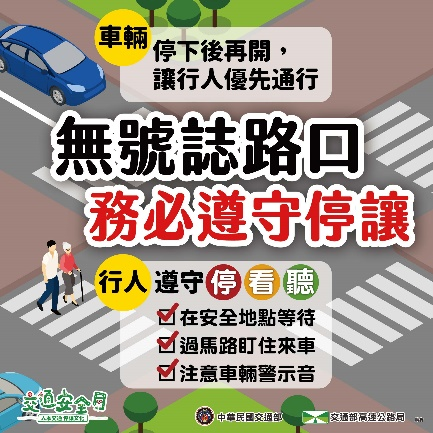 車輛
停下後再開，
讓行人優先通行
無號誌路口
務必遵守停讓
行人 遵守 停 看 聽
在安全地點等待
過馬路盯住來車
注意車輛警示音
交通安全月
中華民國交通部
交通部高速公路局